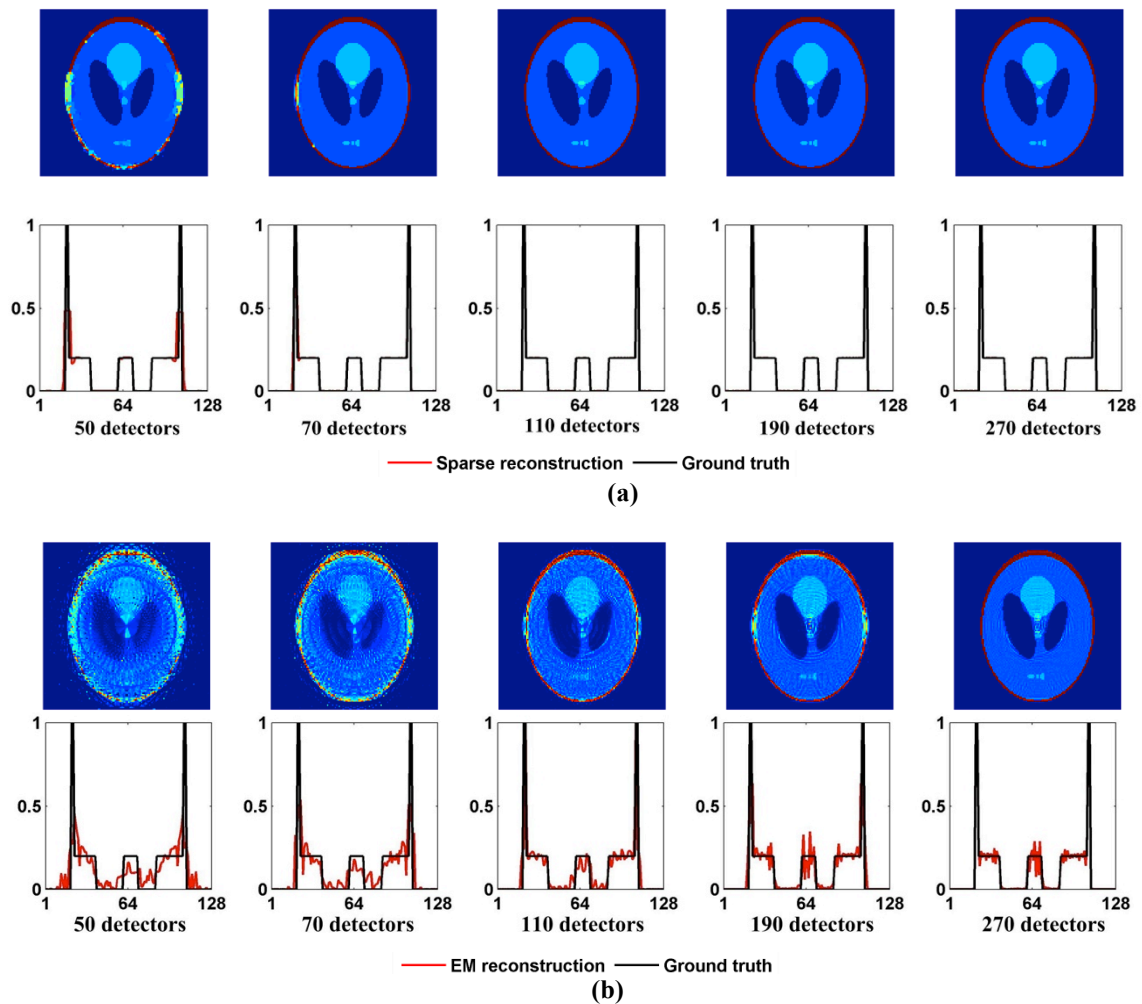 1 1 1 1 1
0.5 0.5 0.5 0.5 0.5
0 0 0 0 0
1 64 128 1 64 128 1 64 128 1 64 128 1 64 128
50 detectors 70 detectors 110 detectors 190 detectors 270 detectors
Sparse reconstruction Ground truth
(a)
1 1 1 1 1
0.5 0.5 0.5 0.5 0.5
0 0 0 0 0
1 64 128 1 64 128 1 64 128 1 64 128 1 64 128
50 detectors 70 detectors 110 detectors 190 detectors 270 detectors
EM reconstruction Ground truth
(b)